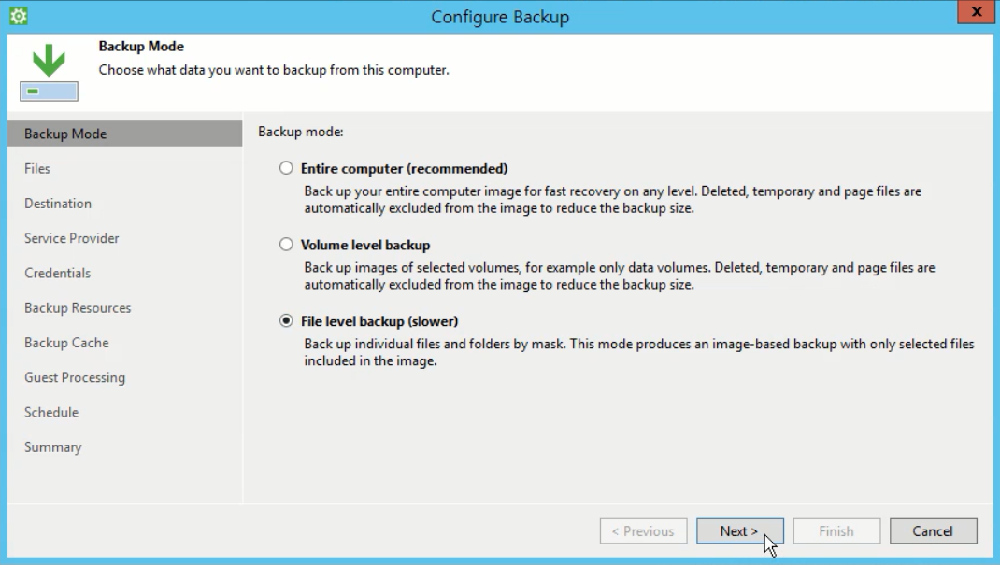 Configure Backup
x
Backup Mode
Choose what data you want to backup from this computer.
Backup Mode
Files
Destination
Service Provider
Credentials
Backup Resources
Backup Cache
Guest Processing
Schedule
Summary
Backup mode:
Entire computer (recommended)
Back up your entire computer image for fast recovery on any level. Deleted, temporary and page files are
automatically excluded from the image to reduce the backup size.
Volume level backup
Back up images of selected volumes, for example only data volumes. Deleted, temporary and page files are
automatically excluded from the image to reduce the backup size.
File level backup (slower)
Back up individual files and folders by mask. This mode produces an image-based backup with only selected files
included in the image.
< Previous
Next >
Finish
Cancel